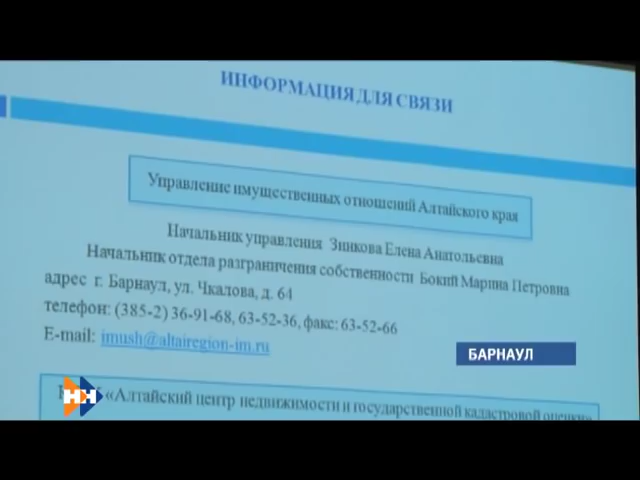 ИНФОРМАЦИЯ ДЛЯ СВЯЗИ
Управление имущественных отношений Алтайского края
Начальник управления Зинкова Елена Анатольевна
Начальник отдела разграничения собственности Бокий Марина Петровна
адрес г. Барнаул, ул. Чкалова, д. 64
телефон: (385-2) 36-91-68, 63-52-36, факс: 63-52-66
E-mail: imush@altairegion-im.ru
БАРНАУЛ
«Алтайский центр недвижимости и государственной кадастровой оценки»
НН